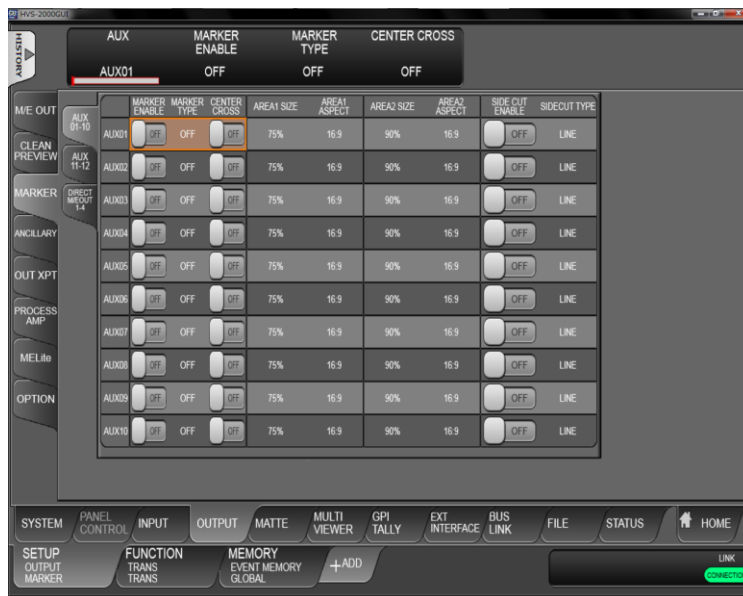 HVS-2000GUI
HISTORY
AUX MARKER ENABLE MARKER TYPE CENTER CROSS
AUX01 OFF OFF OFF
M/E OUT
CLEAN PREVIEW
MARKER
ANCILLARY
OUT XPT
PROCESS AMP
MELite
OPTION
AUX 01-10
AUX 11-12
DIRECT M/EOUT 1-4
MARKER ENABLE MARKER TYPE CENTER CROSS AREA1 SIZE AREA1 ASPECT AREA2 SIZE AREA2 ASPECT SIDE CUT ENABLE SIDECUT TYPE
AUX01 OFF OFF OFF 75% 16:9 90% 16:9 OFF LINE
AUX02 OFF OFF OFF 75% 16:9 90% 16:9 OFF LINE
AUX03 OFF OFF OFF 75% 16:9 90% 16:9 OFF LINE
AUX04 OFF OFF OFF 75% 16:9 90% 16:9 OFF LINE
AUX05 OFF OFF OFF 75% 16:9 90% 16:9 OFF LINE
AUX06 OFF OFF OFF 75% 16:9 90% 16:9 OFF LINE
AUX07 OFF OFF OFF 75% 16:9 90% 16:9 OFF LINE
AUX08 OFF OFF OFF 75% 16:9 90% 16:9 OFF LINE
AUX09 OFF OFF OFF 75% 16:9 90% 16:9 OFF LINE
AUX10 OFF OFF OFF 75% 16:9 90% 16:9 OFF LINE
SYSTEM PANEL CONTROL INPUT OUTPUT MATTE MULTI VIEWER GPI TALLY EXT INTERFACE BUS LINK FILE STATUS HOME
SETUP
OUTPUT
MARKER
FUNCTION
TRANS
TRANS
MEMORY
EVENT MEMORY
GLOBAL
+ADD
LINK
CONNECTIO